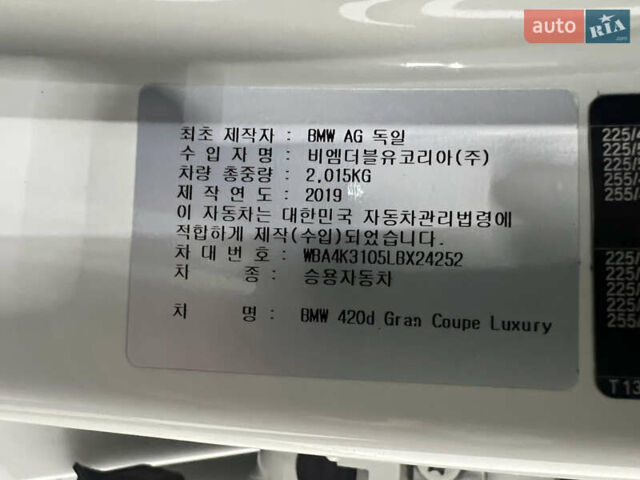 auto RIA.com
최초 제작자 : BMW AG 독일
수 입 자 명 : 비엠더블유코리아(주)
차량 총중량 : 2,015KG
제 작 연 도 : 2019
이 자동차는 대한민국 자동차관리법령에
적합하게 제작(수입)되었습니다.
차 대 번 호 : WBA4K3105LBX24252
차 종 : 승용자동차
차 명 : BMW 420d Gran Coupe Luxury
225/
225/
255/
255/
225/
225/
255/
T13